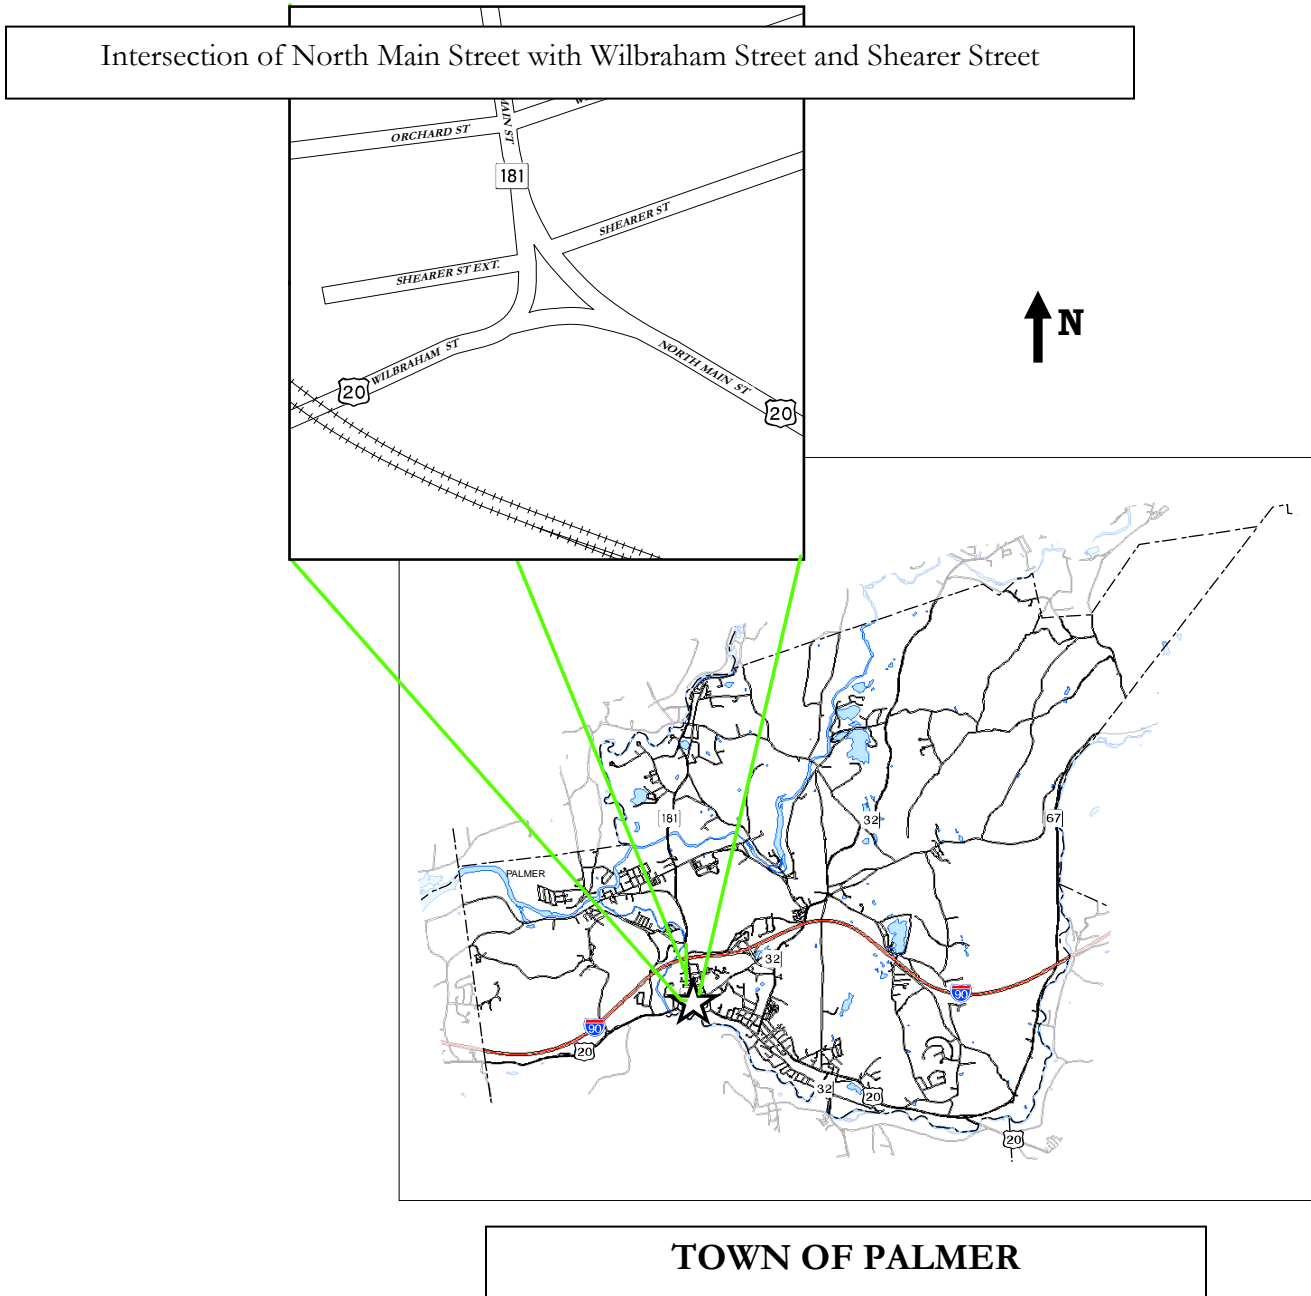 Intersection of North Main Street with Wilbraham Street and Shearer Street
MAIN ST
ORCHARD ST
181
SHEARER ST
SHEARER ST EXT.
WILBRAHAM ST
20
NORTH MAIN ST
20
N
L
181
32
67
PALMER
32
90
90
20
32
20
20
TOWN OF PALMER